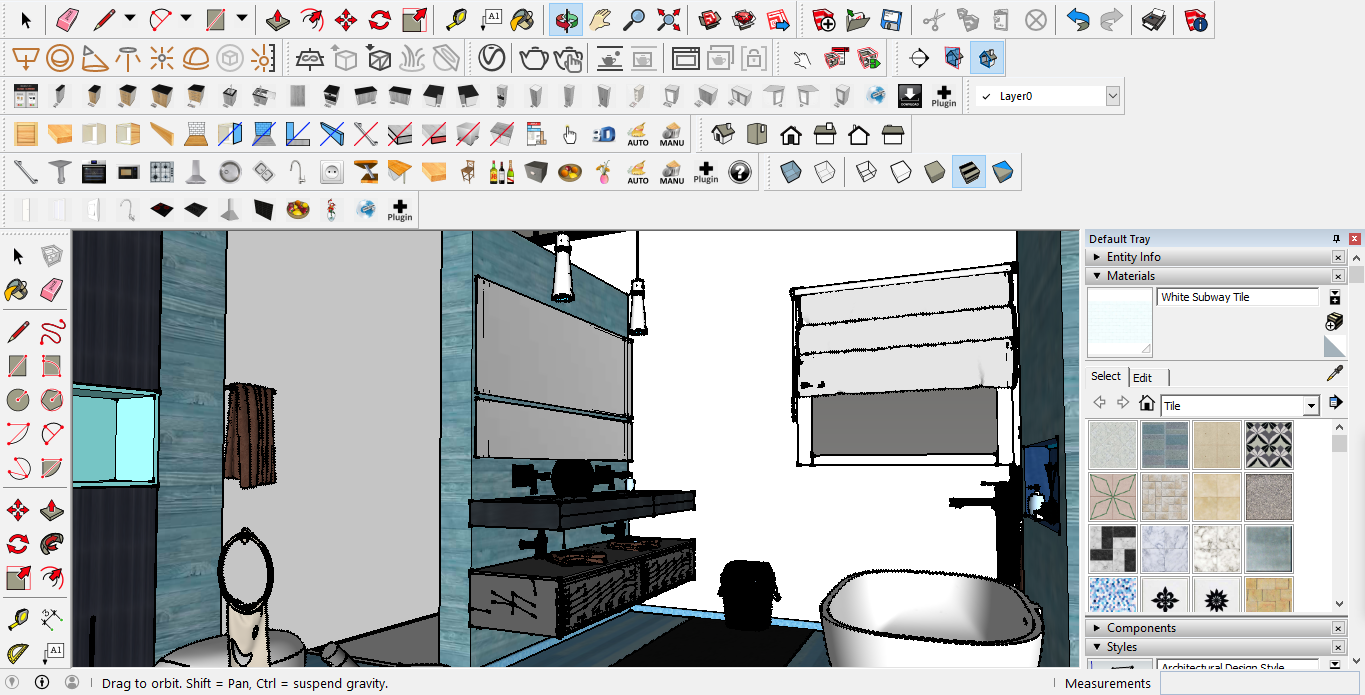 A1
Layer0
Plugin
3D
AUTO
MANU
AUTO
MANU
Plugin
Plugin
Default Tray
Entity Info
Materials
White Subway Tile
Select
Edit
Tile
A1
Components
Styles
Architectural Design Style
Drag to orbit. Shift = Pan, Ctrl = suspend gravity.
Measurements